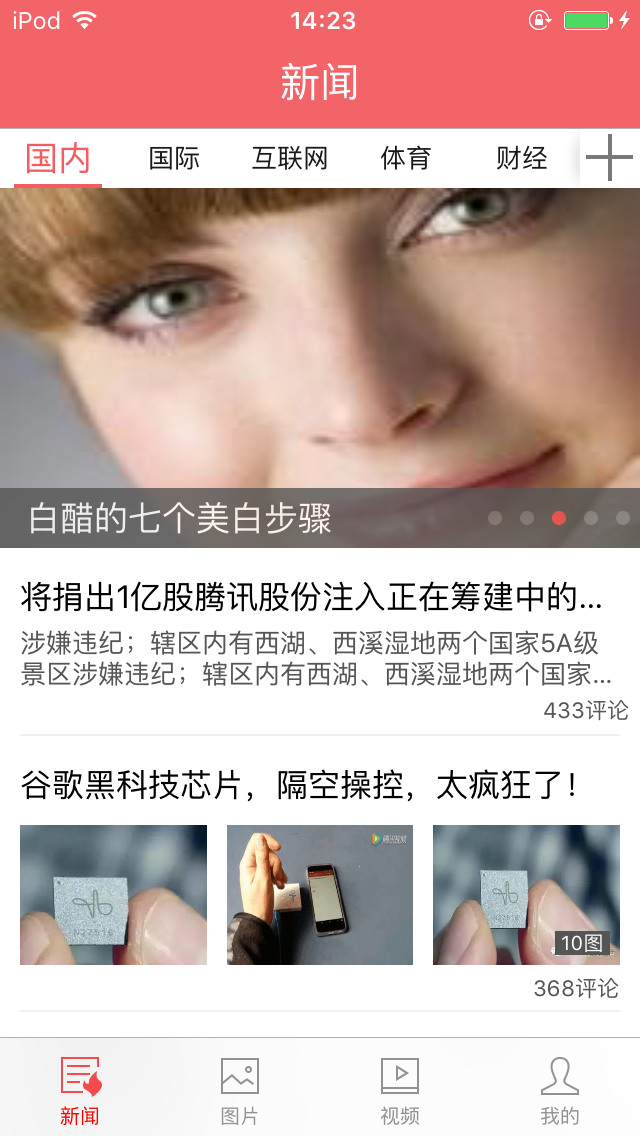 iPod
14:23
新闻
国内 国际 互联网 体育 财经
白醋的七个美白步骤
将捐出1亿股腾讯股份注入正在筹建中的...
涉嫌违纪；辖区内有西湖、西溪湿地两个国家5A级
景区涉嫌违纪；辖区内有西湖、西溪湿地两个国家...
433评论
谷歌黑科技芯片，隔空操控，太疯狂了！
腾讯视频
10图
368评论
新闻 图片 视频 我的